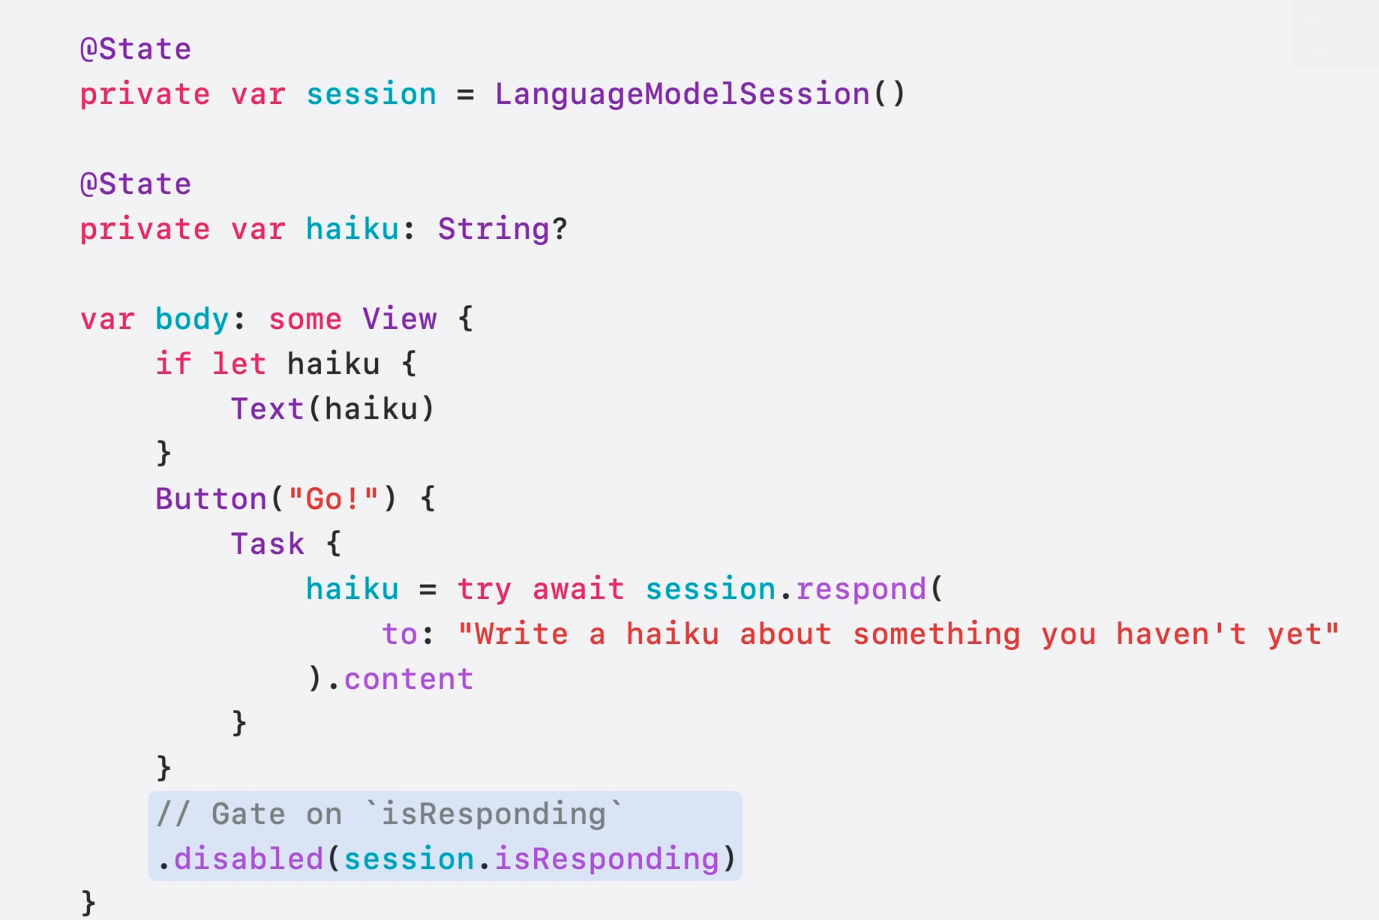 @State
private var session = LanguageModelSession()
@State
private var haiku: String?
var body: some View {
if let haiku {
Text(haiku)
}
Button("Go!") {
Task {
haiku = try await session.respond(
to: "Write a haiku about something you haven't yet"
).content
}
}
// Gate on `isResponding`
.disabled(session.isResponding)
}